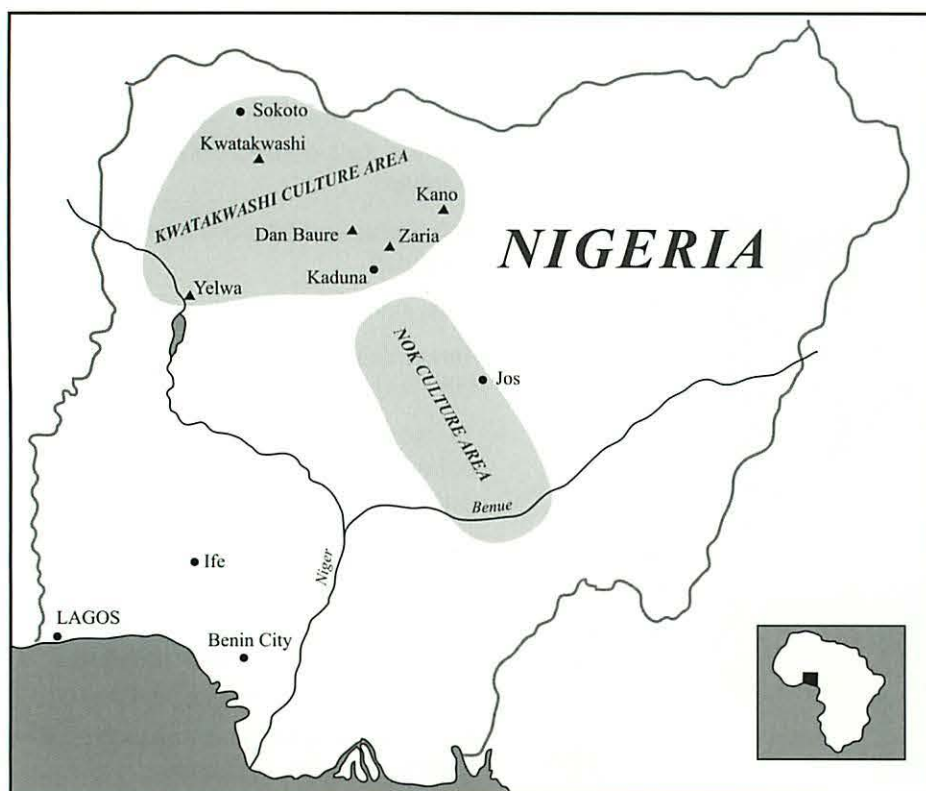 Sokoto
Kwatakwashi
KWATAKWASHI CULTURE AREA
Kano
Dan Baure
Zaria
NIGERIA
Kaduna
Yelwa
NOK CULTURE AREA
Jos
Benue
Niger
Ife
LAGOS
Benin City